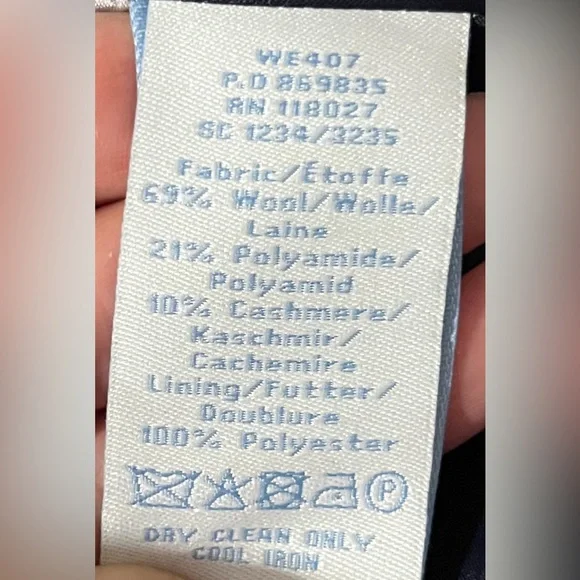 WE407
P.D 869835
RN 118027
SC 1234/3235
Fabric/Étoffe
69% Wool/Wolle/
Laine
21% Polyamide/
Polyamid
10% Cashmere/
Kaschmir/
Cachemire
Lining/Futter/
Doublure
100% Polyester
P
DRY CLEAN ONLY
COOL IRON